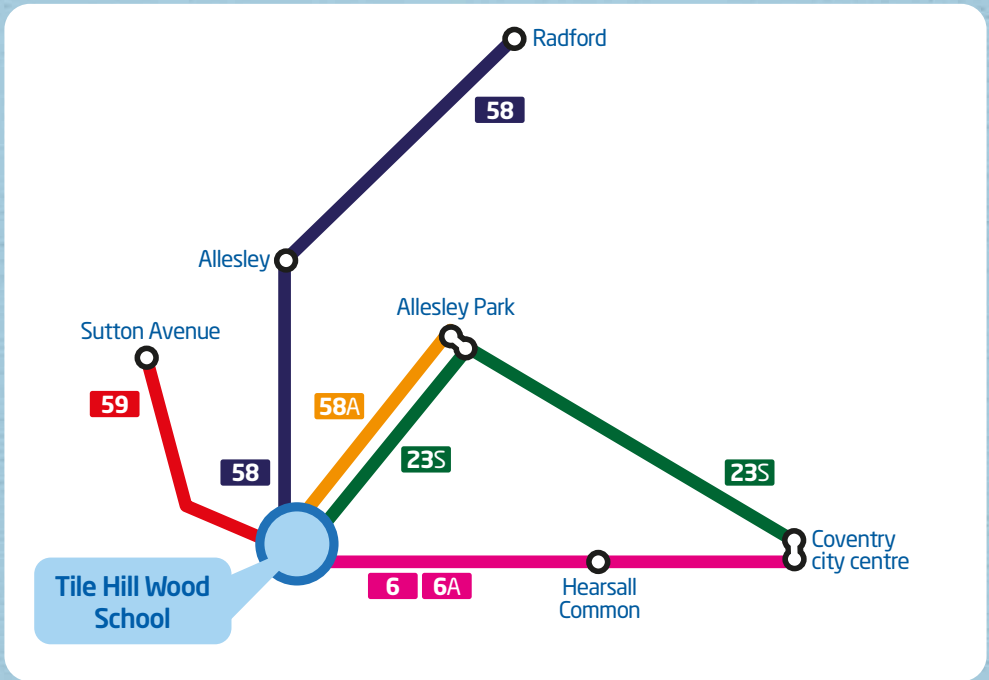 Radford
58
Allesley
Allesley Park
Sutton Avenue
59
58A
23S
58
23S
Coventry
city centre
6 6A
Hearsall
Common
Tile Hill Wood
School